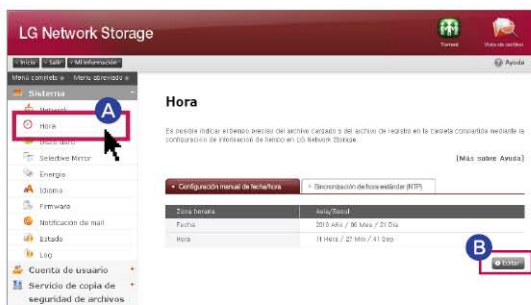 LG Network Storage
Torrent
Vista de archivo
Inicio Salir Mi información
Ayuda
Menú completo Menú abreviado
Sistema
Network
A
Hora
Selective Mirror
Energía
Idioma
Firmware
Notificación de mail
Estado
Log
Cuenta de usuario
Servicio de copia de
seguridad de archivos
Hora
Es posible indicar el tiempo preciso del archivo cargado o del archivo de registro en la carpeta compartida mediante la
configuración de información de tiempo en LG Network Storage.
[Más sobre Ayuda]
Configuración manual de fecha/hora
Sincronización de hora estándar (NTP)
Zona horaria Asia/Seoul
Fecha 2010 Año / 06 Mes / 21 Día
Hora 11 Hora / 27 Min / 41 Seg
B
Editar